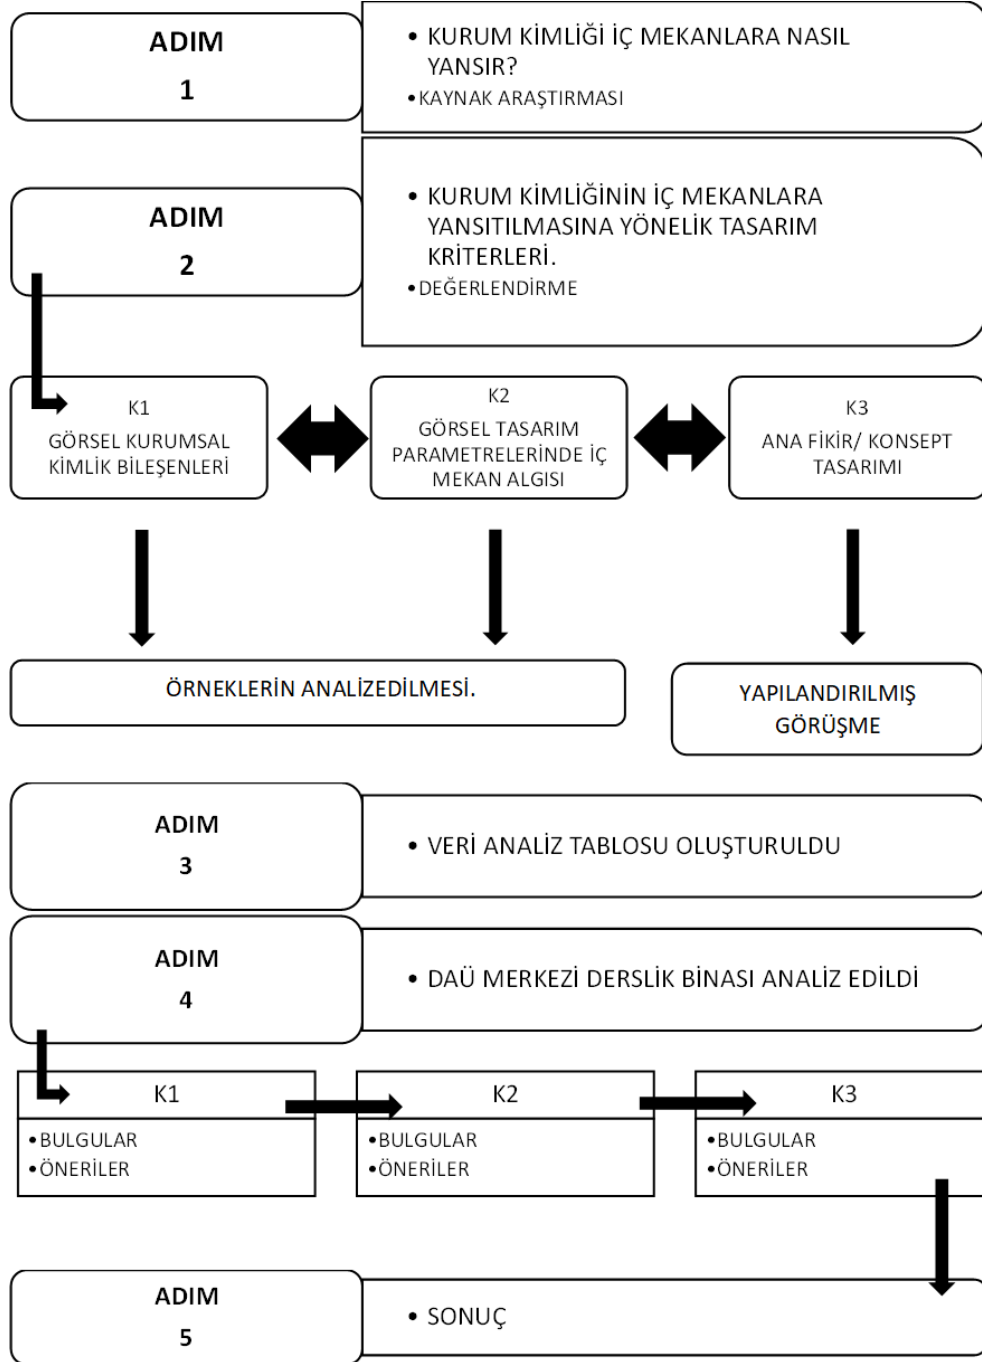 ADIM
1
• KURUM KİMLİĞİ İÇ MEKANLARA NASIL
YANSIR?
•KAYNAK ARAŞTIRMASI
ADIM
2
• KURUM KİMLİĞİNİN İÇ MEKANLARA
YANSITILMASINA YÖNELİK TASARIM
KRİTERLERİ.
•DEĞERLENDİRME
K1
GÖRSEL KURUMSAL
KİMLİK BİLEŞENLERİ
K2
GÖRSEL TASARIM
PARAMETRELERİNDE İÇ
MEKAN ALGISI
K3
ANA FİKİR/ KONSEPT
TASARIMI
ÖRNEKLERİN ANALİZEDİLMESİ.
YAPILANDIRILMIŞ
GÖRÜŞME
ADIM
3
• VERİ ANALİZ TABLOSU OLUŞTURULDU
ADIM
4
• DAÜ MERKEZİ DERSLİK BİNASI ANALİZ EDİLDİ
K1
•BULGULAR
•ÖNERİLER
K2
•BULGULAR
•ÖNERİLER
K3
•BULGULAR
•ÖNERİLER
ADIM
5
• SONUÇ